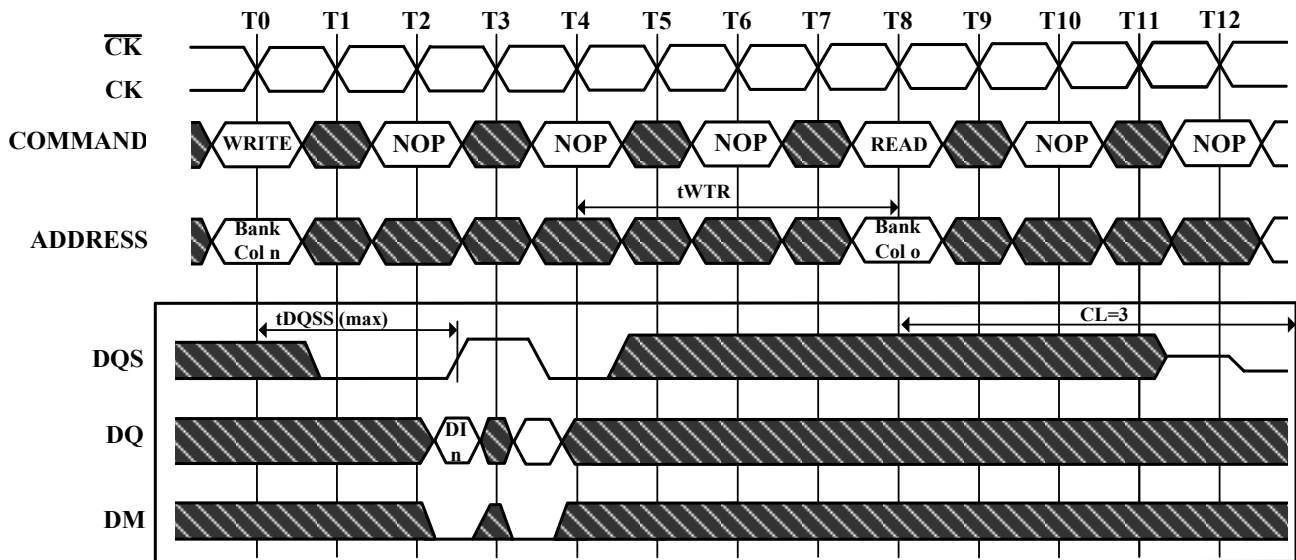 T0 T1 T2 T3 T4 T5 T6 T7 T8 T9 T10 T11 T12
CK
CK
COMMAND WRITE NOP NOP NOP READ NOP NOP
tWTR
ADDRESS Bank Col n Bank Col o
tDQSS (max) CL=3
DQS
DQ DI n
DM